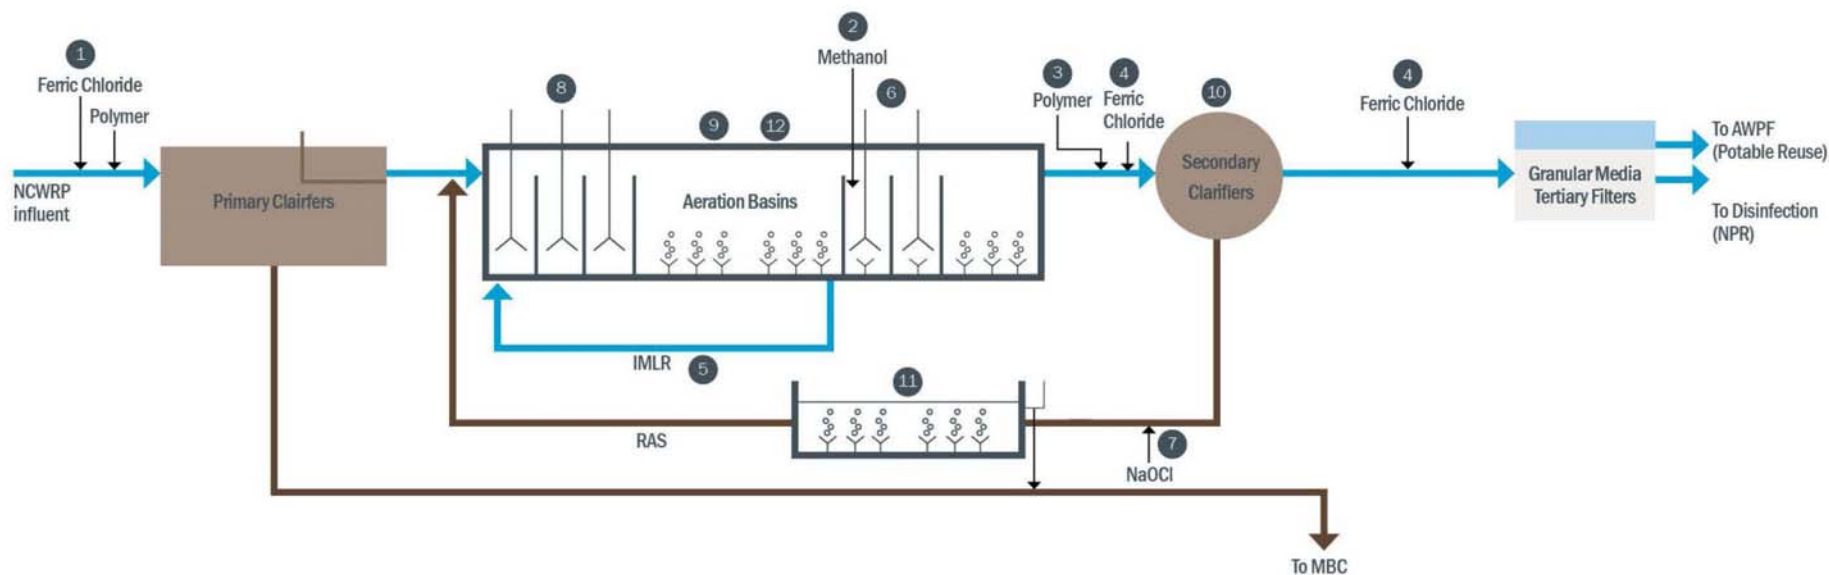 1
Ferric Chloride
Polymer
NCWRP
influent
Primary Clairfers
8
9
12
2
Methanol
6
Aeration Basins
IMLR
5
RAS
11
7
NaOCl
3
Polymer
4
Ferric
Chloride
10
Secondary
Clarifiers
4
Ferric Chloride
Granular Media
Tertiary Filters
To AWPF
(Potable Reuse)
To Disinfection
(NPR)
To MBC